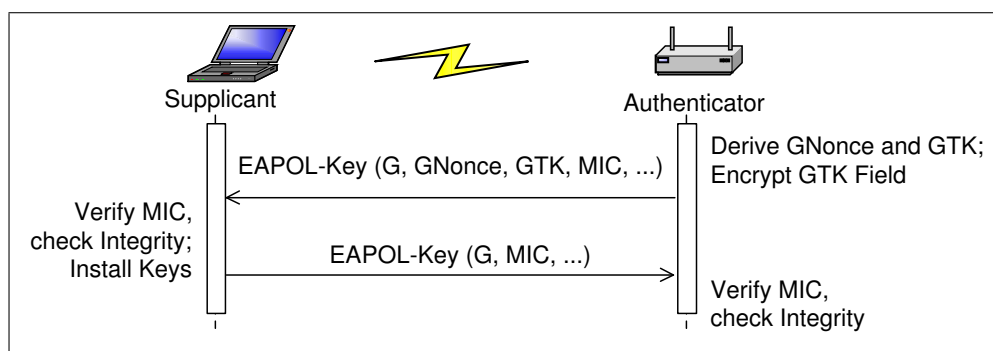 Supplicant
Authenticator
Derive GNonce and GTK;
Encrypt GTK Field
EAPOL-Key (G, GNonce, GTK, MIC, ...)
Verify MIC,
check Integrity;
Install Keys
EAPOL-Key (G, MIC, ...)
Verify MIC,
check Integrity